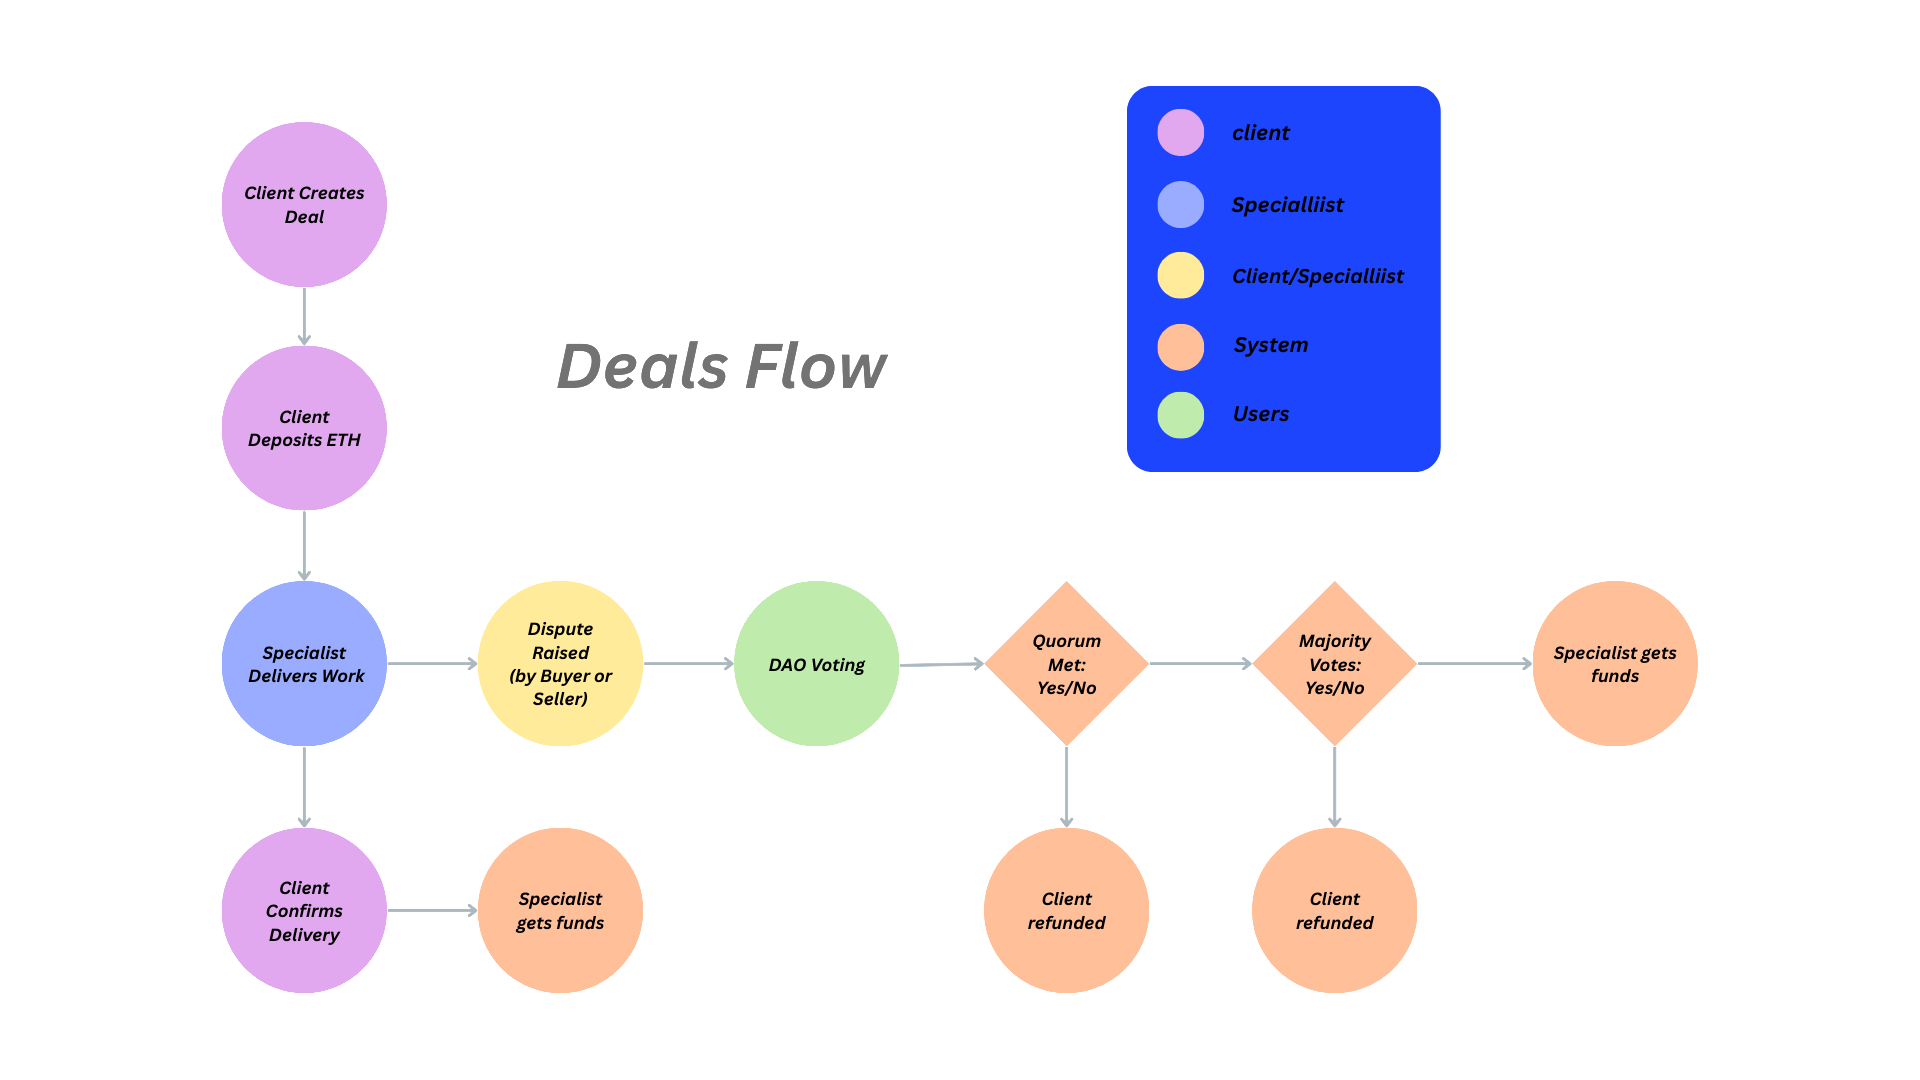 Client Creates
Deal
Client
Deposits ETH
Deals Flow
client
Specialliist
Client/Specialliist
System
Users
Specialist
Delivers Work
Dispute
Raised
(by Buyer or
Seller)
DAO Voting
Quorum
Met:
Yes/No
Majority
Votes:
Yes/No
Specialist gets
funds
Client
Confirms
Delivery
Specialist
gets funds
Client
refunded
Client
refunded